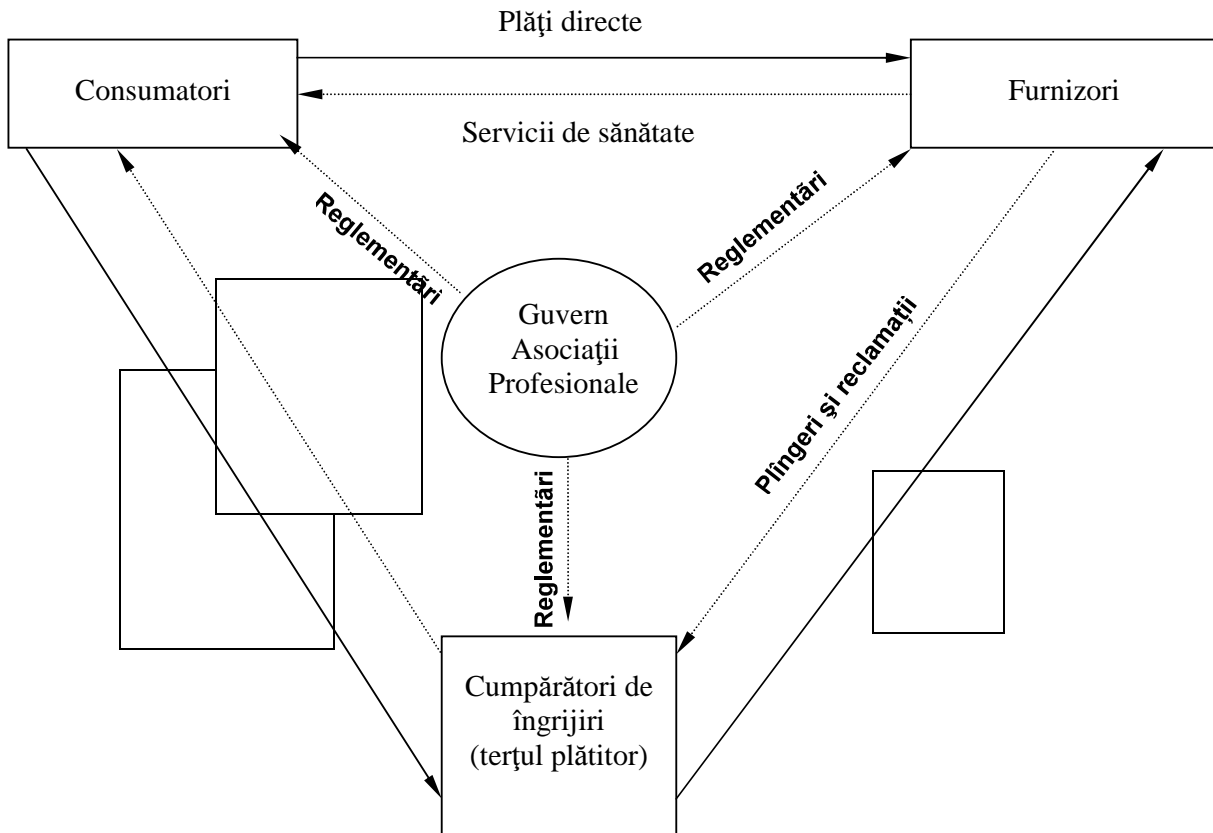 Plăţi directe
Consumatori
Furnizori
Servicii de sănătate
Reglementări
Reglementări
Guvern
Asociaţii
Profesionale
Plîngeri şi reclamaţii
Reglementări
Cumpărători de
îngrijiri
(terţul plătitor)